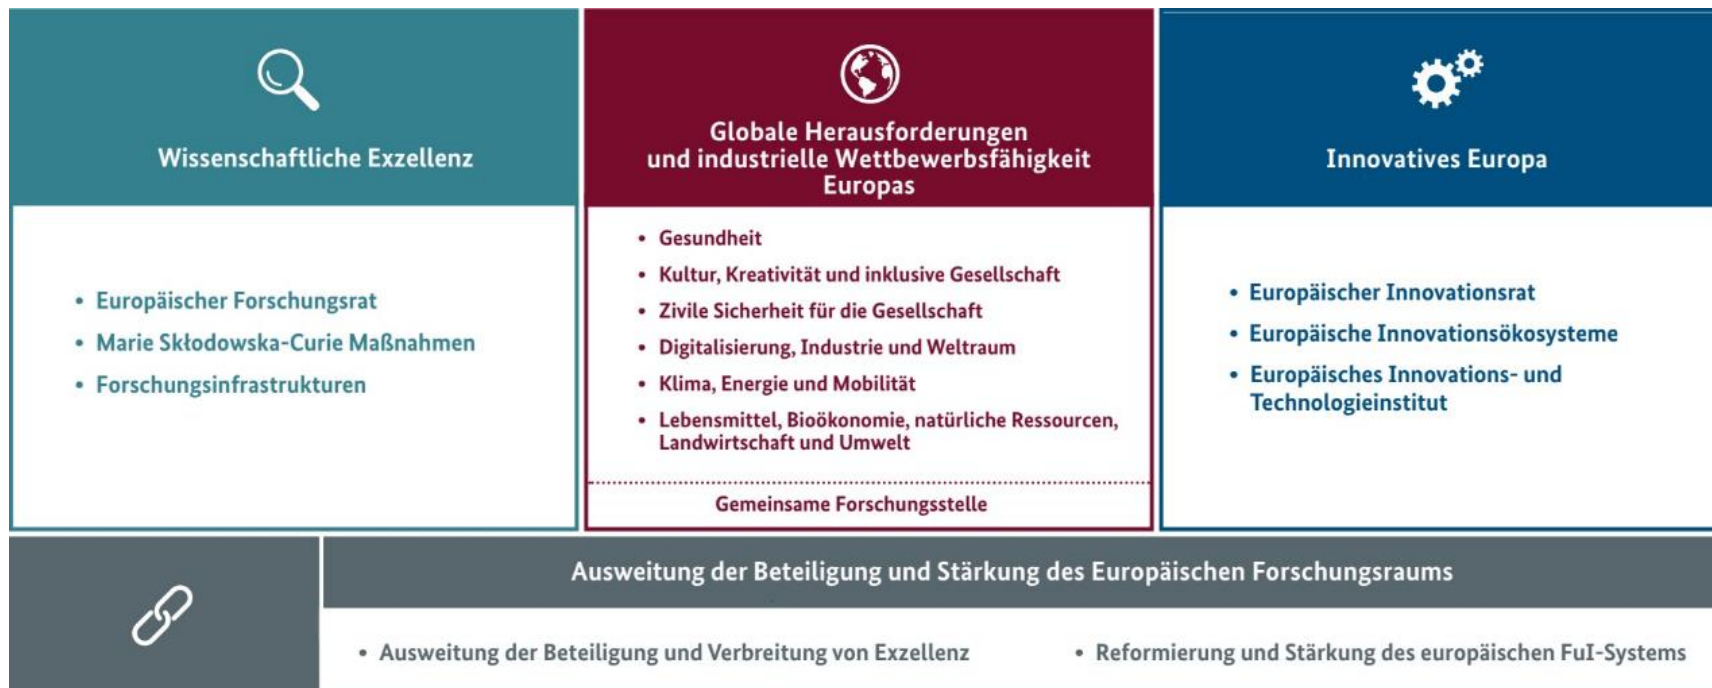 Wissenschaftliche Exzellenz
• Europäischer Forschungsrat
• Marie Skłodowska-Curie Maßnahmen
• Forschungsinfrastrukturen
Globale Herausforderungen
und industrielle Wettbewerbsfähigkeit
Europas
• Gesundheit
• Kultur, Kreativität und inklusive Gesellschaft
• Zivile Sicherheit für die Gesellschaft
• Digitalisierung, Industrie und Weltraum
• Klima, Energie und Mobilität
• Lebensmittel, Bioökonomie, natürliche Ressourcen,
Landwirtschaft und Umwelt
Gemeinsame Forschungsstelle
Innovatives Europa
• Europäischer Innovationsrat
• Europäische Innovationsökosysteme
• Europäisches Innovations- und
Technologieinstitut
Ausweitung der Beteiligung und Stärkung des Europäischen Forschungsraums
• Ausweitung der Beteiligung und Verbreitung von Exzellenz
• Reformierung und Stärkung des europäischen FuI-Systems